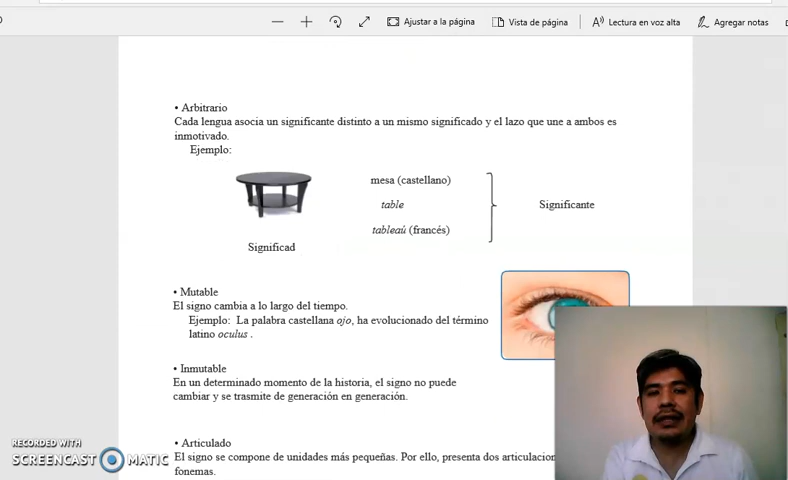 Ajustar a la página
Vista de página
Lectura en voz alta
Agregar notas
• Arbitrario
Cada lengua asocia un significante distinto a un mismo significado y el lazo que une a ambos es
inmotivado.
Ejemplo:
mesa (castellano)
table
tableaú (francés)
Significante
Significad
• Mutable
El signo cambia a lo largo del tiempo.
Ejemplo: La palabra castellana ojo, ha evolucionado del término
latino oculus .
• Inmutable
En un determinado momento de la historia, el signo no puede
cambiar y se trasmite de generación en generación.
• Articulado
El signo se compone de unidades más pequeñas. Por ello, presenta dos articulacion
fonemas.
RECORDED WITH
SCREENCAST MATIC